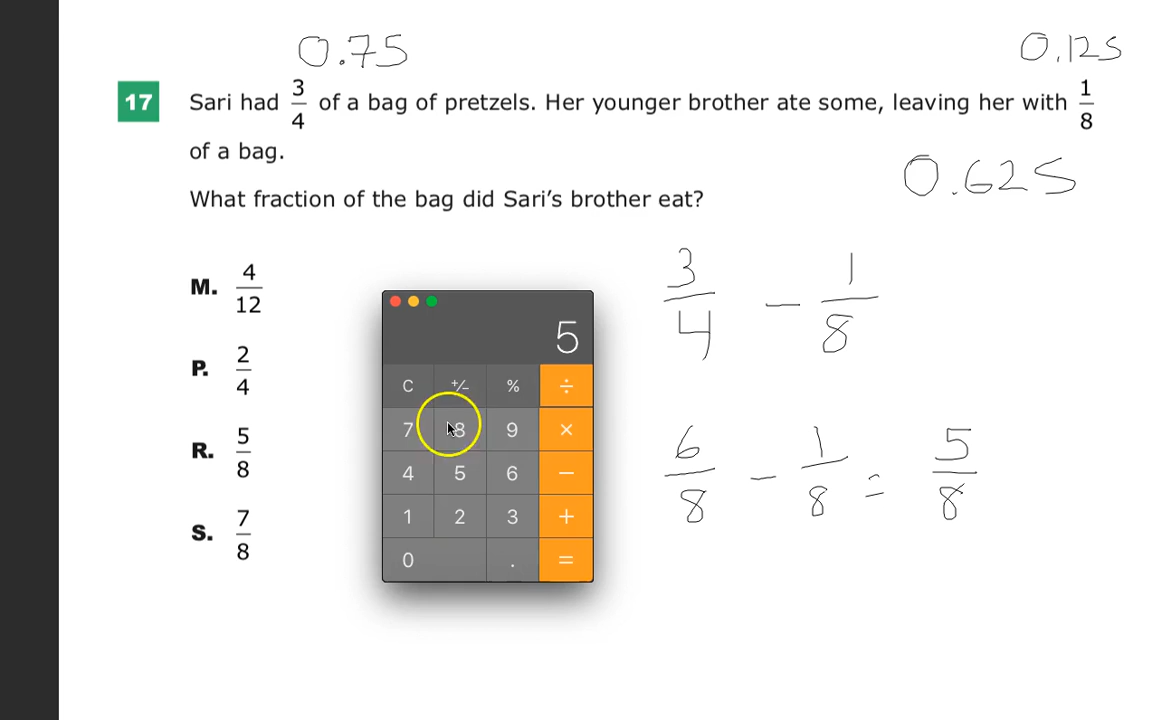 0.75
0.125
17 Sari had 3/4 of a bag of pretzels. Her younger brother ate some, leaving her with 1/8
of a bag.
0.625
What fraction of the bag did Sari's brother eat?
M. 4/12
P. 2/4
R. 5/8
S. 7/8
5
C +/− % ÷
7 8 9 ×
4 5 6 −
1 2 3 +
0 . =
3/4 − 1/8
6/8 − 1/8 = 5/8